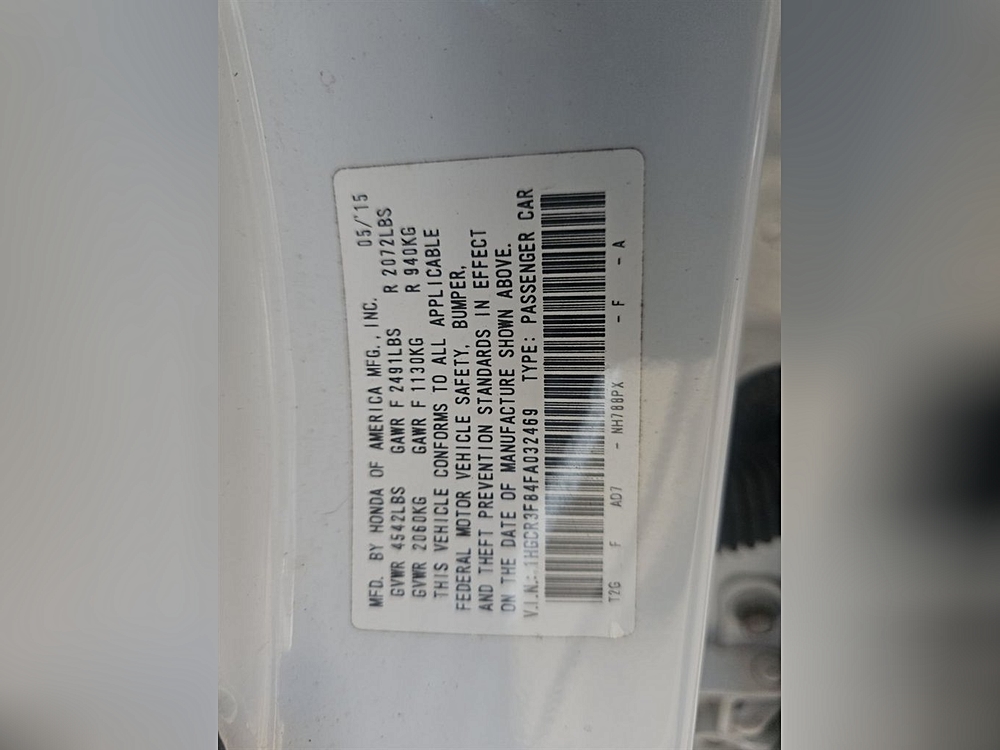 MFD. BY HONDA OF AMERICA MFG., INC. 05/'15
GVWR 4542LBS GAWR F 2491LBS R 2072LBS
GVWR 2060KG GAWR F 1130KG R 940KG
THIS VEHICLE CONFORMS TO ALL APPLICABLE
FEDERAL MOTOR VEHICLE SAFETY, BUMPER,
AND THEFT PREVENTION STANDARDS IN EFFECT
ON THE DATE OF MANUFACTURE SHOWN ABOVE.
V.I.N.: 1HGCR3F84FA032469 TYPE: PASSENGER CAR
T2G F AD7 - NH788PX - F - A